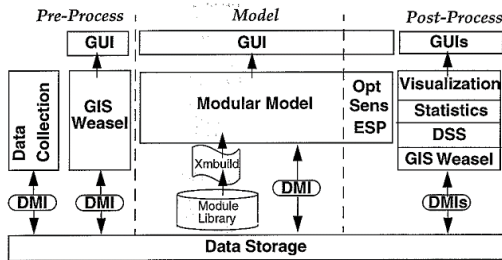 Pre-Process
Model
Post-Process
GUI
GUI
GUIs
Data
Collection
GIS
Weasel
Modular Model
Opt
Sens
ESP
Visualization
Statistics
DSS
GIS Weasel
Xmbuild
Module
Library
DMI
DMI
DMI
DMIs
Data Storage